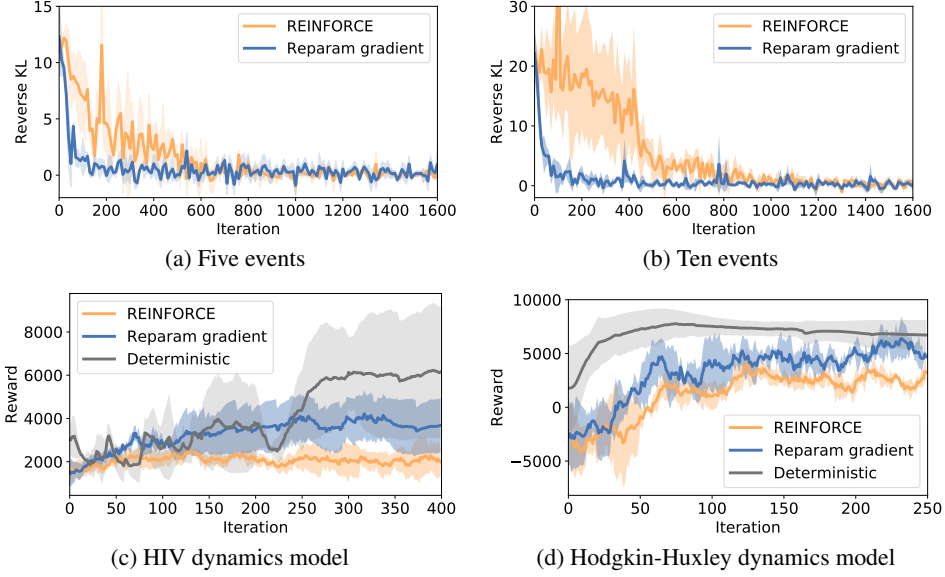 15
10
5
0
Reverse KL
REINFORCE
Reparam gradient
0 200 400 600 800 1000 1200 1400 1600
Iteration
(a) Five events
30
20
10
0
Reverse KL
REINFORCE
Reparam gradient
0 200 400 600 800 1000 1200 1400 1600
Iteration
(b) Ten events
8000
6000
4000
2000
Reward
REINFORCE
Reparam gradient
Deterministic
0 50 100 150 200 250 300 350 400
Iteration
(c) HIV dynamics model
10000
5000
0
−5000
Reward
REINFORCE
Reparam gradient
Deterministic
0 50 100 150 200 250
Iteration
(d) Hodgkin-Huxley dynamics model